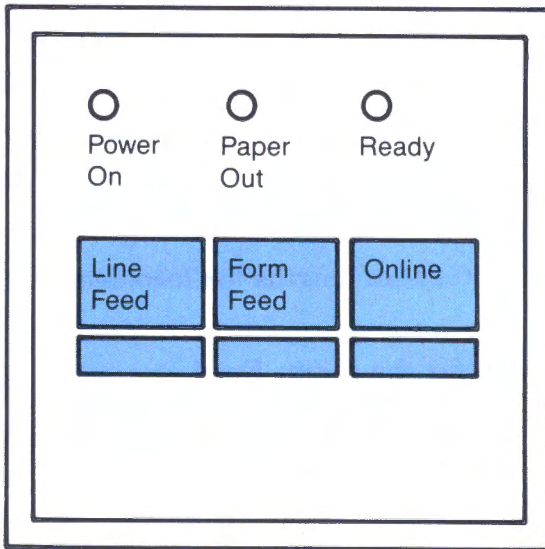 Power On
Paper Out
Ready
Line Feed
Form Feed
Online